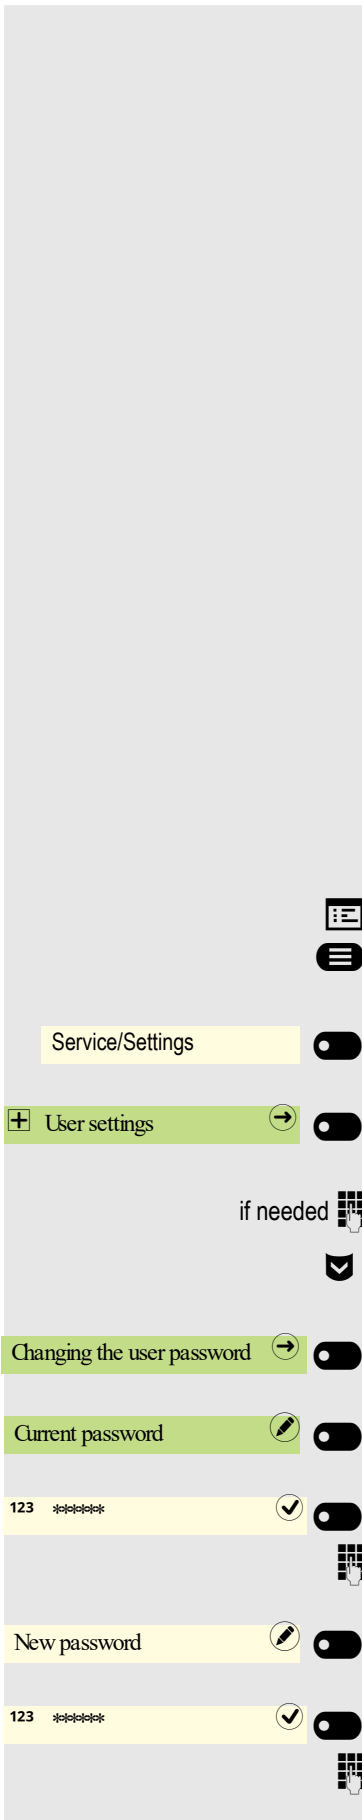 Service/Settings
User settings
if needed
Changing the user password
Current password
123 ******
New password
123 ******